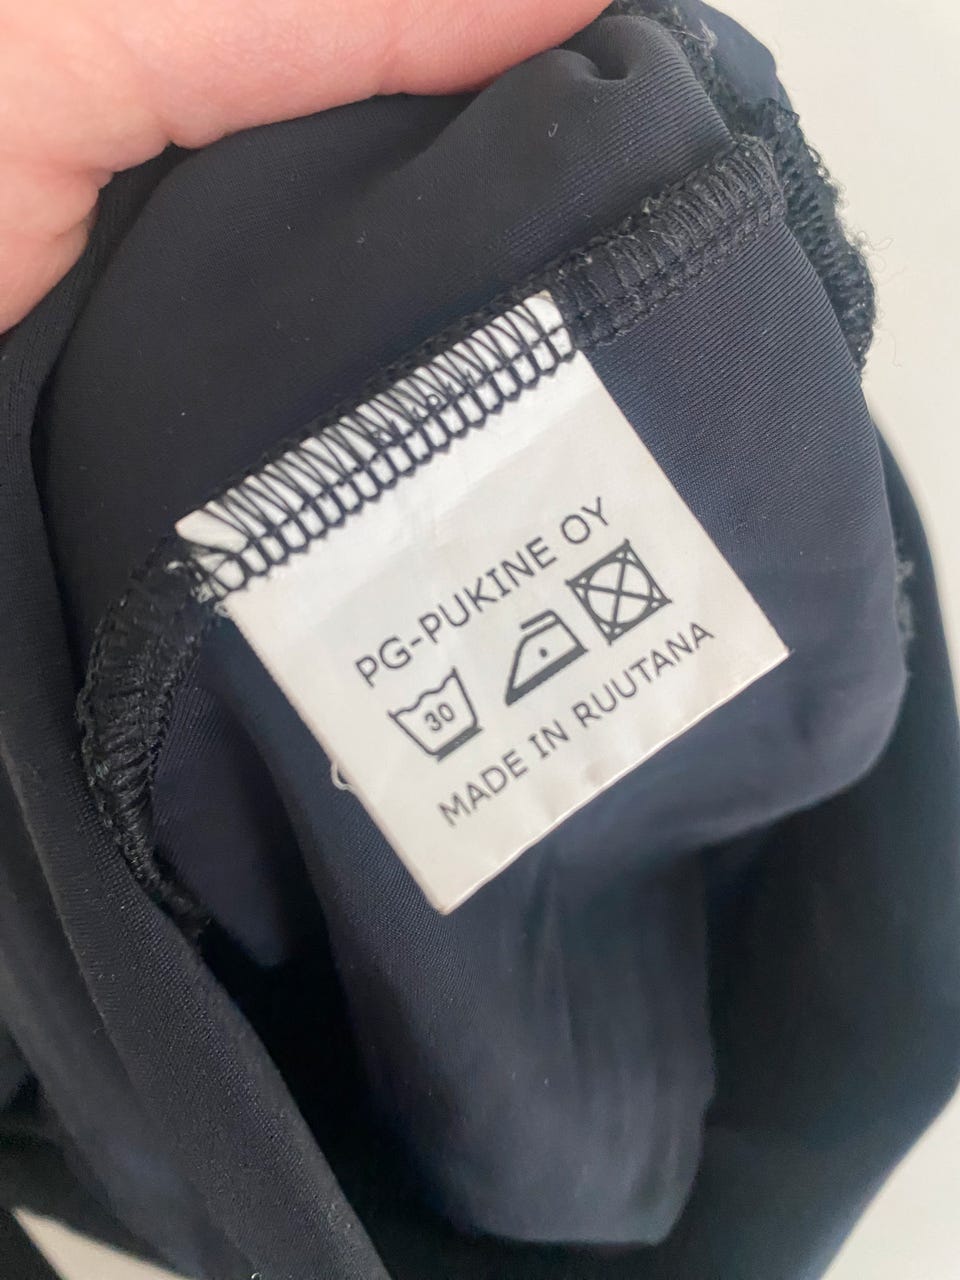 PG-PUKINE OY
30
MADE IN RUUTANA